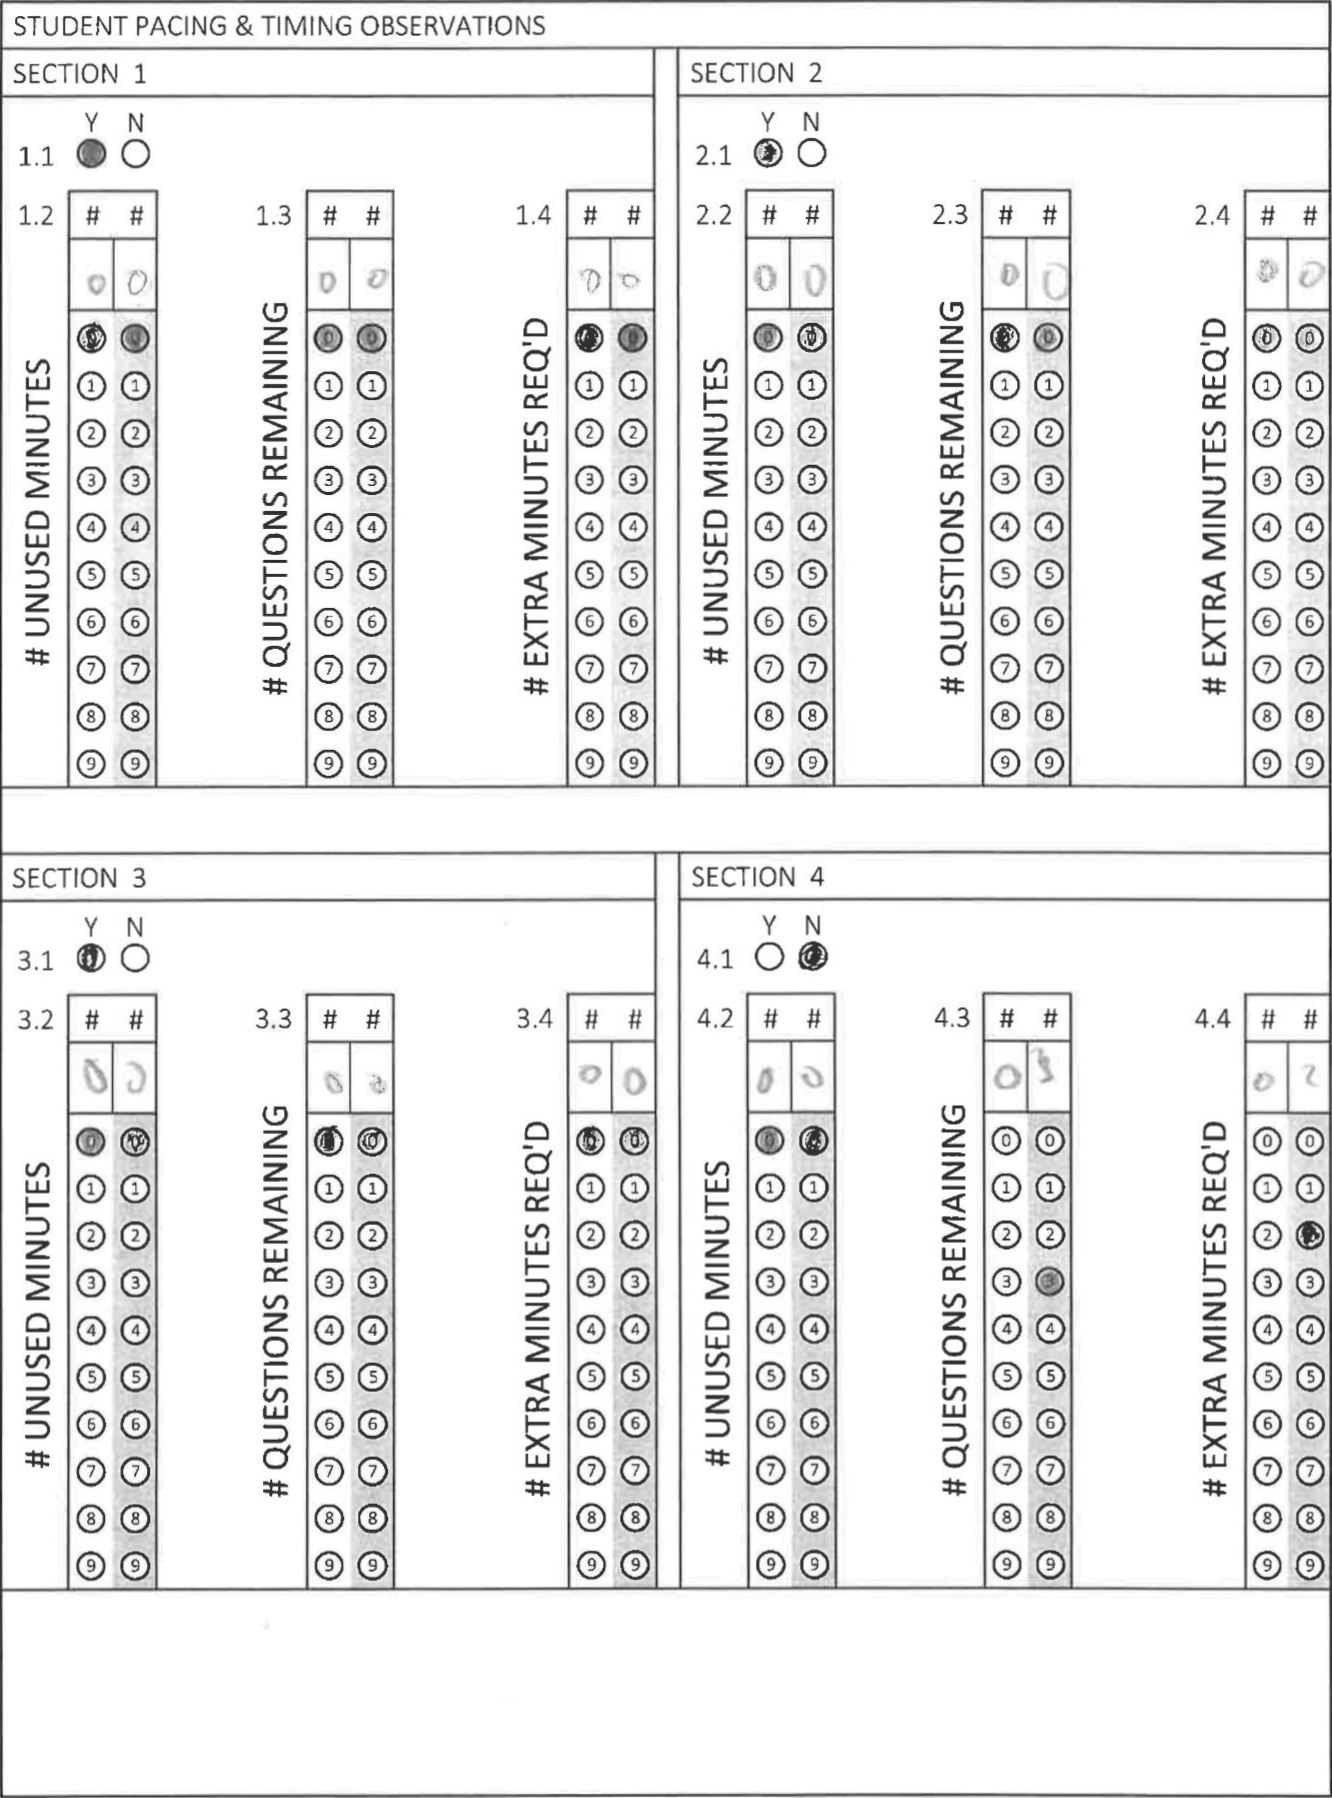 STUDENT PACING & TIMING OBSERVATIONS
SECTION 1
Y N
1.1
1.2 # # 1.3 # # 1.4 # #
0 0 0 0 0 0
# UNUSED MINUTES
# QUESTIONS REMAINING
# EXTRA MINUTES REQ'D
0 0 0 0 0 0
1 1 1 1 1 1
2 2 2 2 2 2
3 3 3 3 3 3
4 4 4 4 4 4
5 5 5 5 5 5
6 6 6 6 6 6
7 7 7 7 7 7
8 8 8 8 8 8
9 9 9 9 9 9
SECTION 2
Y N
2.1
2.2 # # 2.3 # # 2.4 # #
0 0 0 0 0 0
# UNUSED MINUTES
# QUESTIONS REMAINING
# EXTRA MINUTES REQ'D
0 0 0 0 0 0
1 1 1 1 1 1
2 2 2 2 2 2
3 3 3 3 3 3
4 4 4 4 4 4
5 5 5 5 5 5
6 6 6 6 6 6
7 7 7 7 7 7
8 8 8 8 8 8
9 9 9 9 9 9
SECTION 3
Y N
3.1
3.2 # # 3.3 # # 3.4 # #
0 0 0 0 0 0
# UNUSED MINUTES
# QUESTIONS REMAINING
# EXTRA MINUTES REQ'D
0 0 0 0 0 0
1 1 1 1 1 1
2 2 2 2 2 2
3 3 3 3 3 3
4 4 4 4 4 4
5 5 5 5 5 5
6 6 6 6 6 6
7 7 7 7 7 7
8 8 8 8 8 8
9 9 9 9 9 9
SECTION 4
Y N
4.1
4.2 # # 4.3 # # 4.4 # #
0 0 0 3 0 2
# UNUSED MINUTES
# QUESTIONS REMAINING
# EXTRA MINUTES REQ'D
0 0 0 0 0 0
1 1 1 1 1 1
2 2 2 2 2
3 3 3 3 3 3
4 4 4 4 4 4
5 5 5 5 5 5
6 6 6 6 6 6
7 7 7 7 7 7
8 8 8 8 8 8
9 9 9 9 9 9